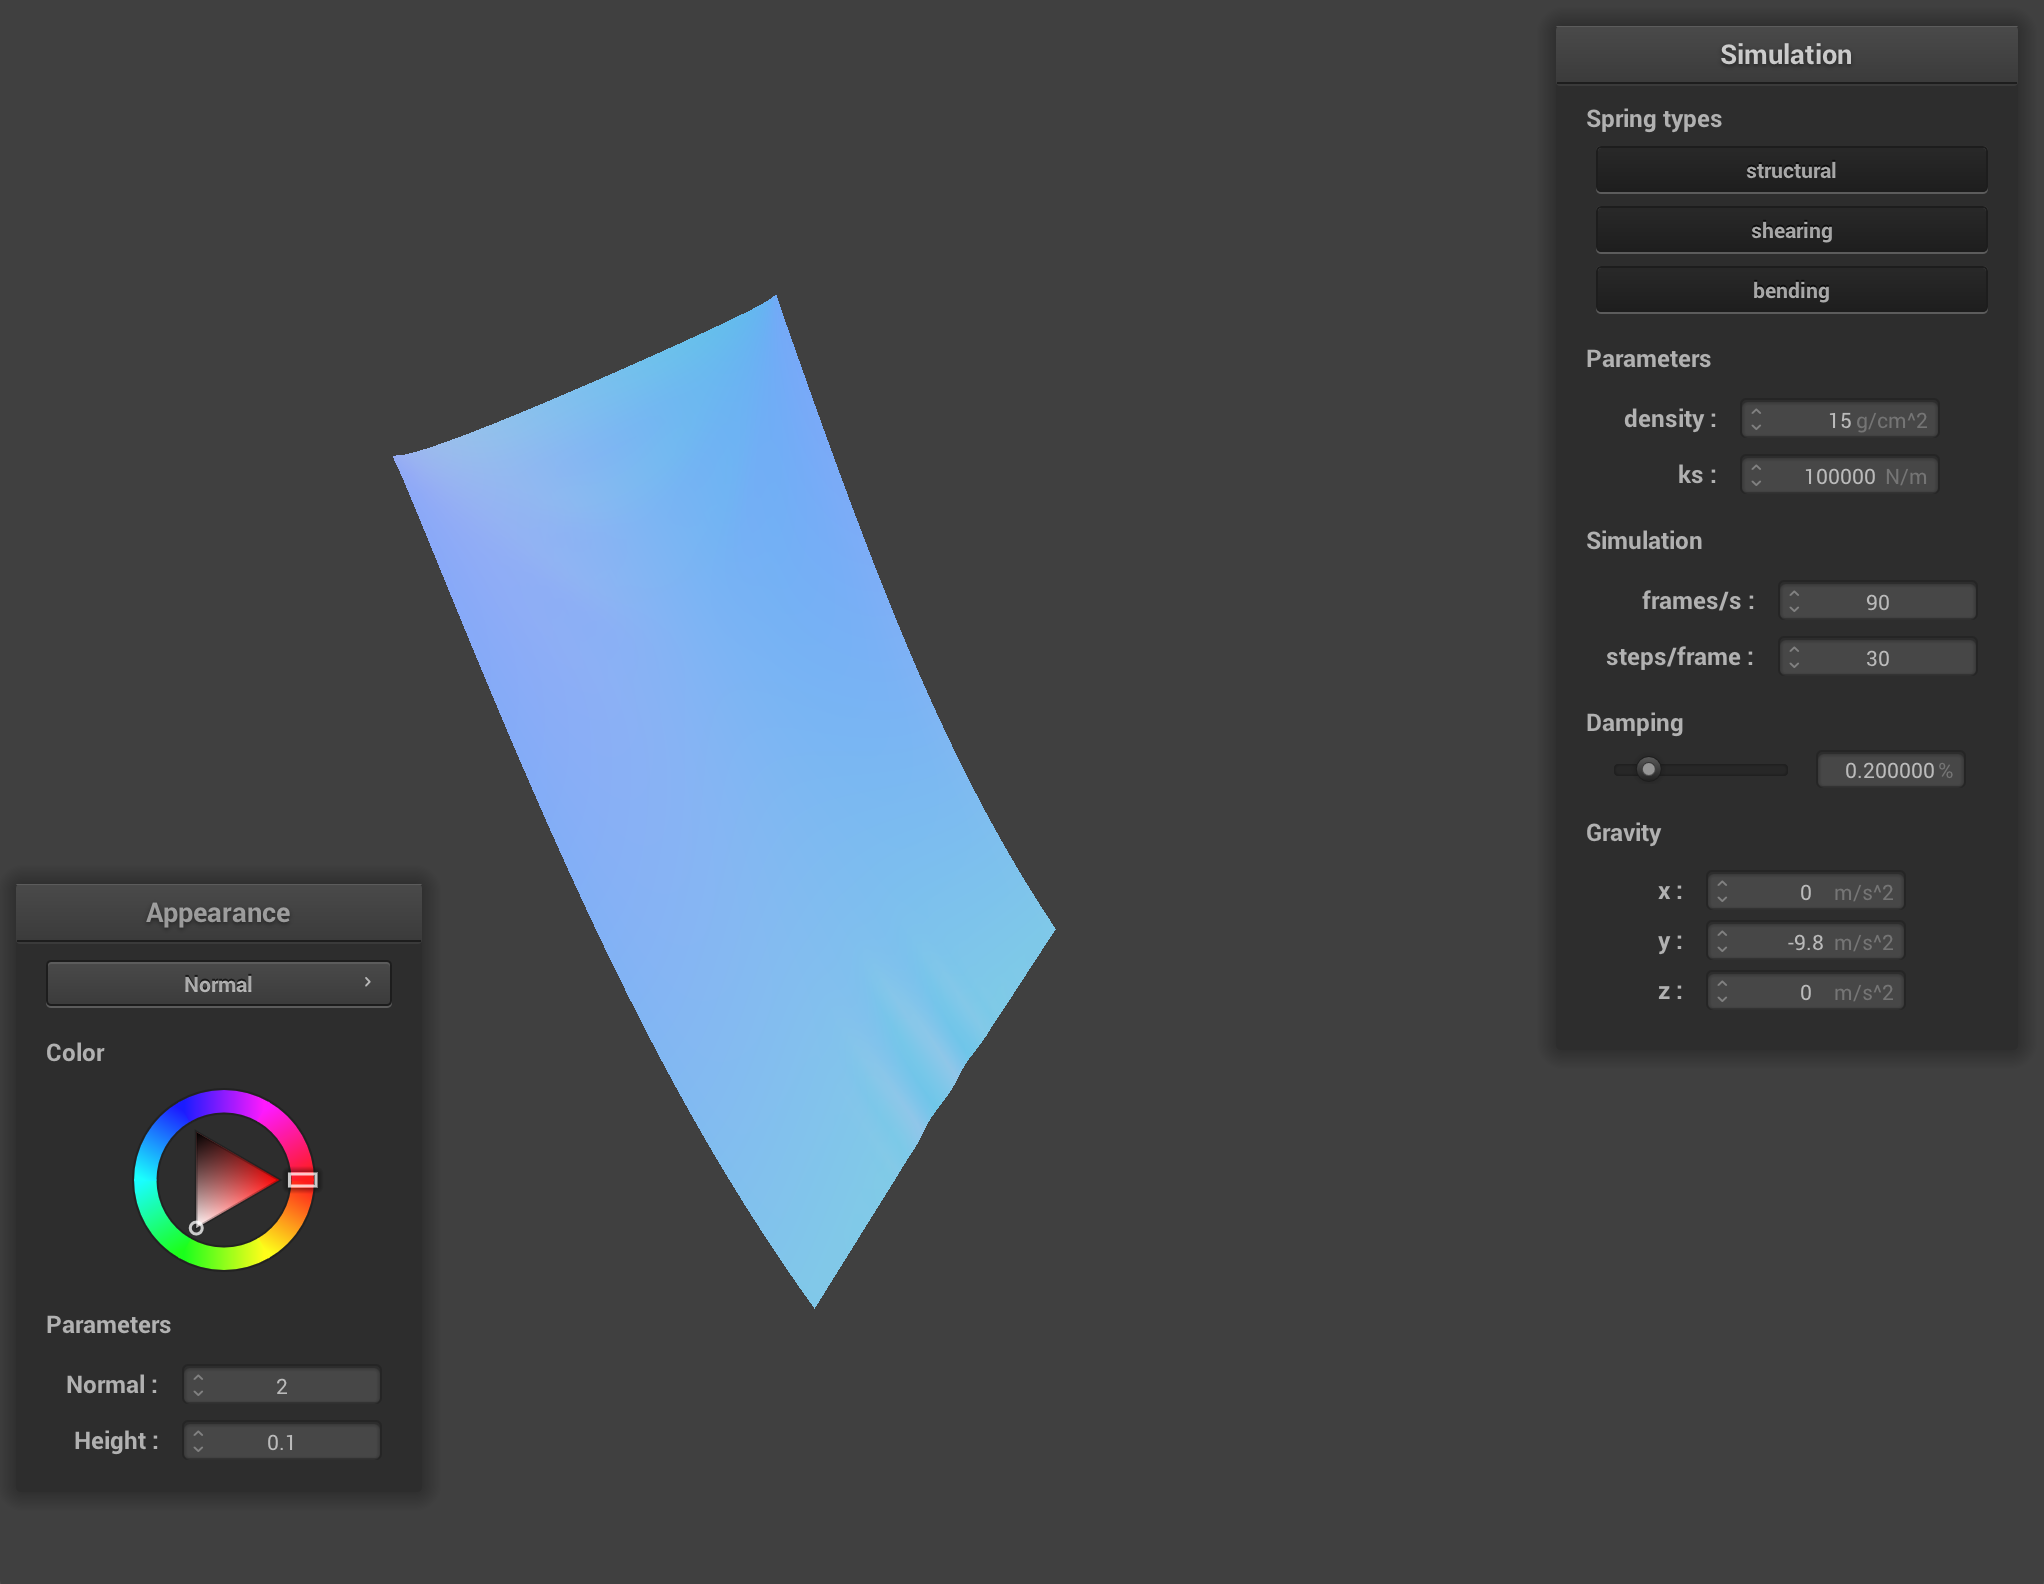 Simulation
Spring types
structural
shearing
bending
Parameters
density : 15 g/cm^2
ks : 100000 N/m
Simulation
frames/s : 90
steps/frame : 30
Damping
0.200000 %
Gravity
x : 0 m/s^2
y : -9.8 m/s^2
z : 0 m/s^2
Appearance
Normal
Color
Parameters
Normal : 2
Height : 0.1